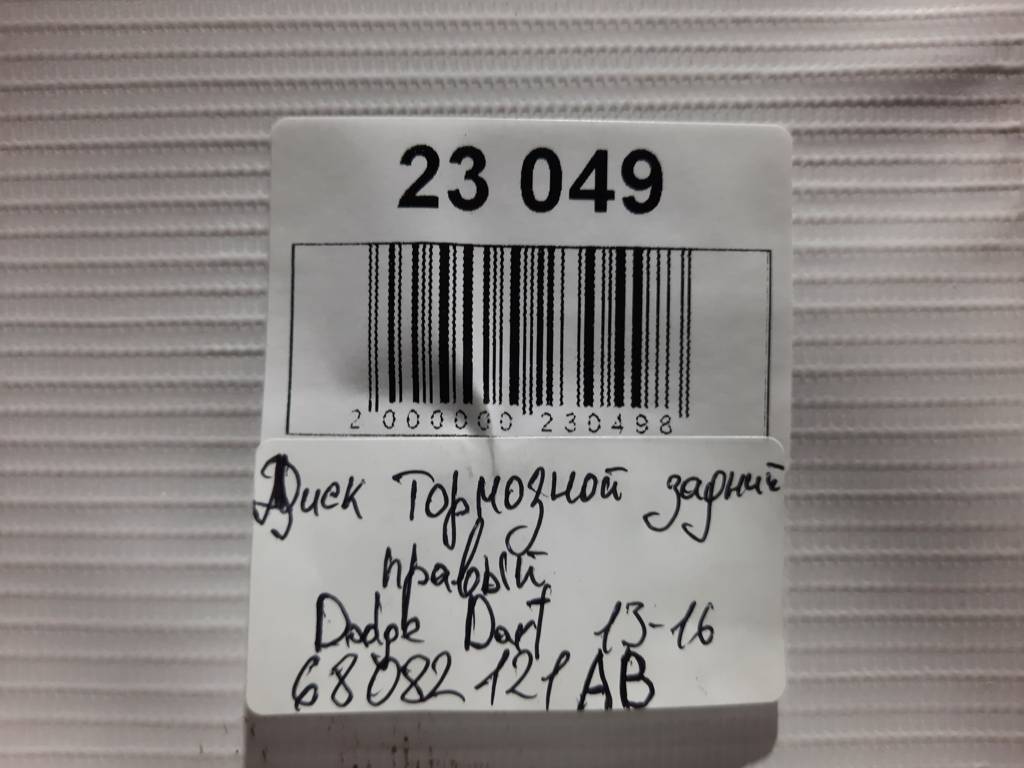 23 049
2 000000 230498
Диск Тормозной задний
правый
Dodge Dart 13-16
68082121AB